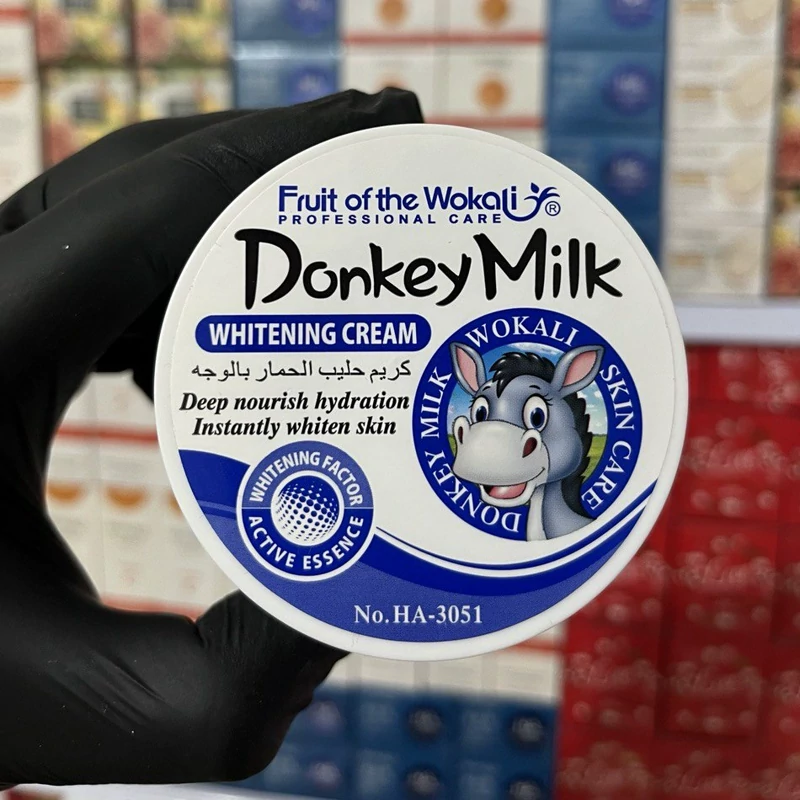 Fruit of the Wokali ®
PROFESSIONAL CARE
Donkey Milk
WHITENING CREAM
كريم حليب الحمار بالوجه
Deep nourish hydration
Instantly whiten skin
WOKALI SKIN CARE
DONKEY MILK
WHITENING FACTOR
ACTIVE ESSENCE
No.HA-3051